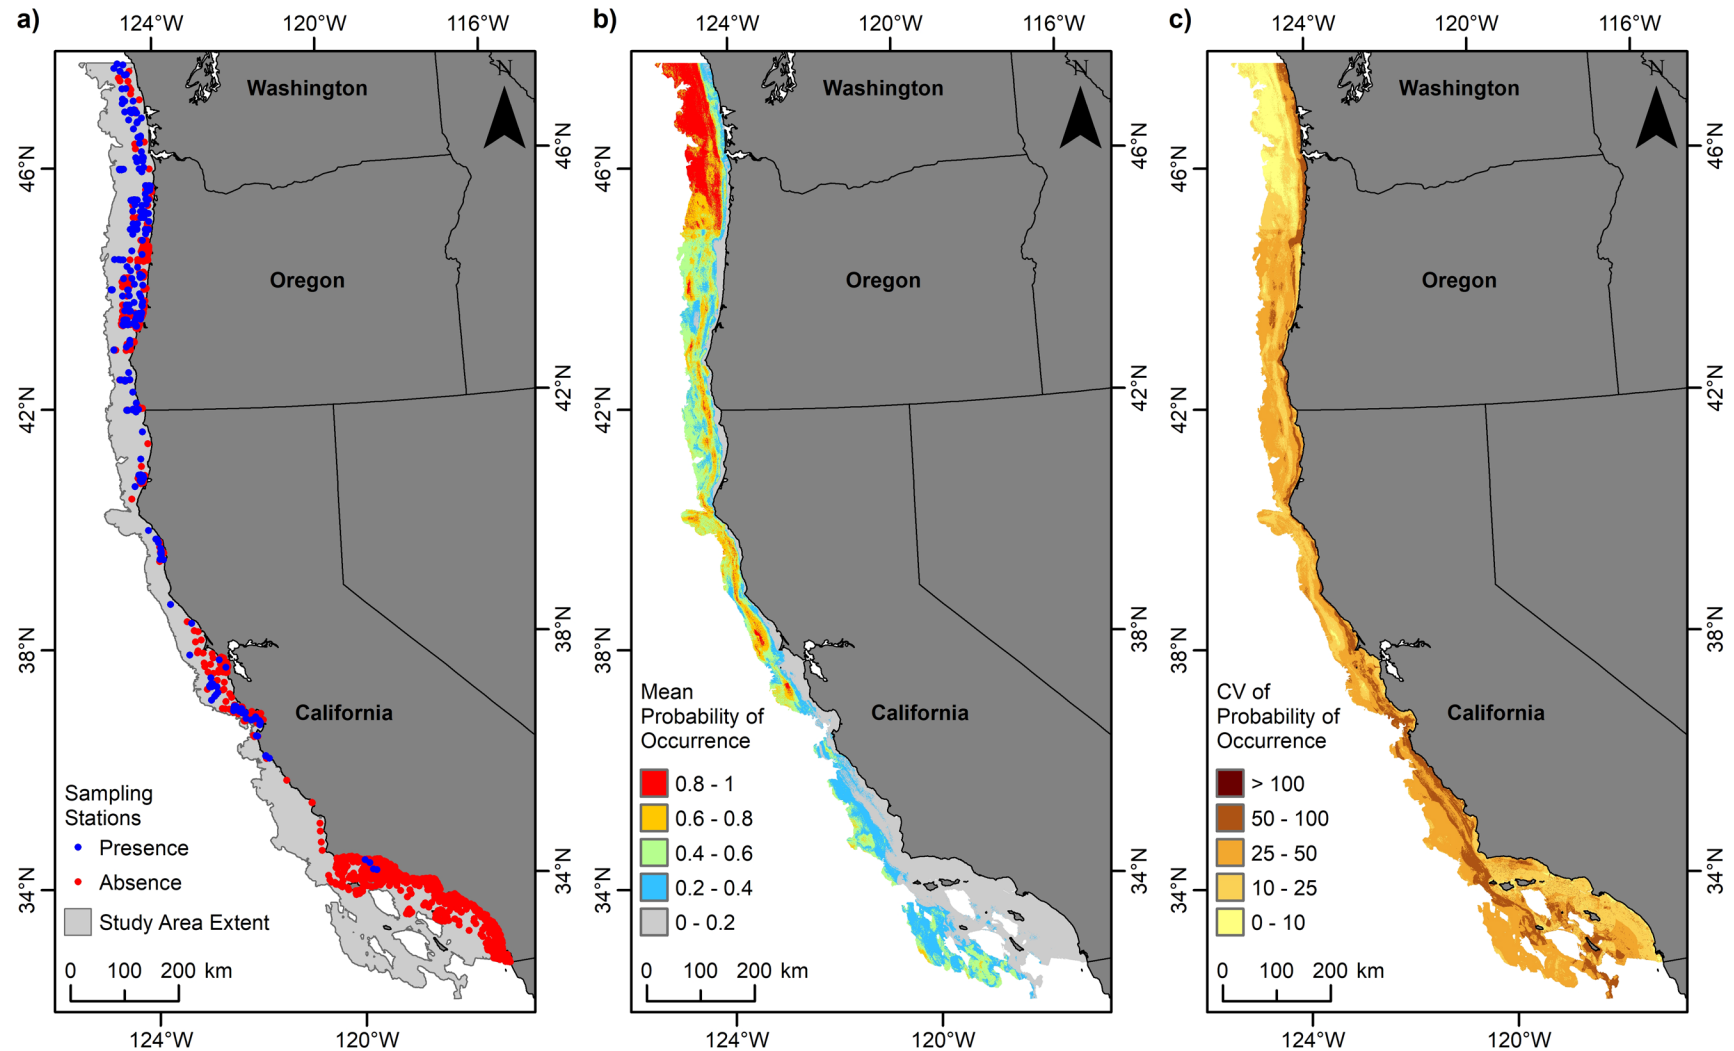 a)
124°W
120°W
116°W
N
Washington
Oregon
California
46°N
42°N
38°N
34°N
46°N
42°N
38°N
34°N
Sampling
Stations
Presence
Absence
Study Area Extent
0 100 200 km
124°W
120°W
b)
124°W
120°W
116°W
N
Washington
Oregon
California
46°N
42°N
38°N
34°N
46°N
42°N
38°N
34°N
Mean
Probability of
Occurrence
0.8 - 1
0.6 - 0.8
0.4 - 0.6
0.2 - 0.4
0 - 0.2
0 100 200 km
124°W
120°W
c)
124°W
120°W
116°W
N
Washington
Oregon
California
46°N
42°N
38°N
34°N
46°N
42°N
38°N
34°N
CV of
Probability of
Occurrence
> 100
50 - 100
25 - 50
10 - 25
0 - 10
0 100 200 km
124°W
120°W